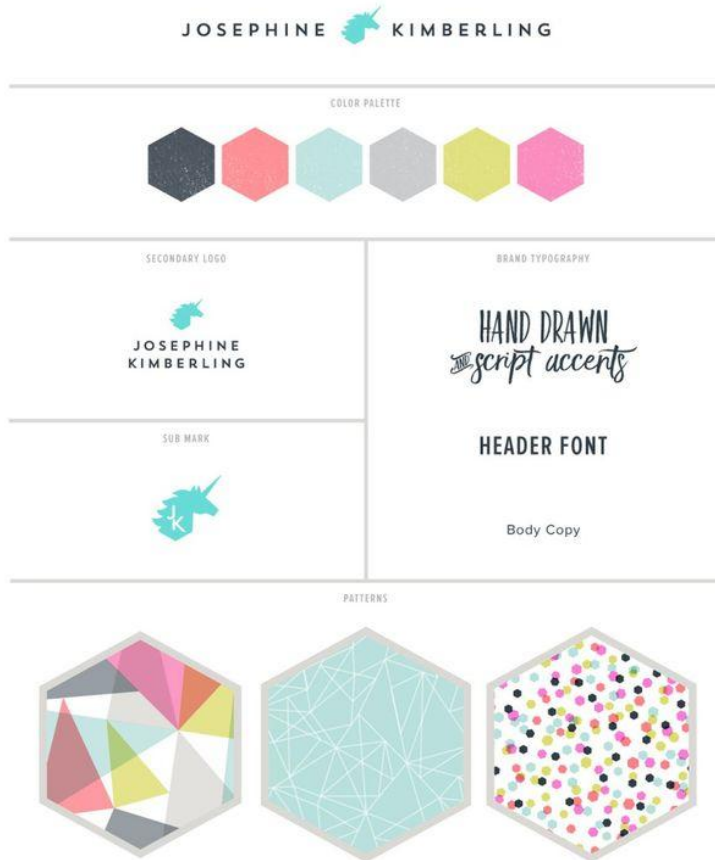 JOSEPHINE KIMBERLING
COLOR PALETTE
SECONDARY LOGO
JOSEPHINE
KIMBERLING
SUB MARK
JK
BRAND TYPOGRAPHY
HAND DRAWN
AND script accents
HEADER FONT
Body Copy
PATTERNS